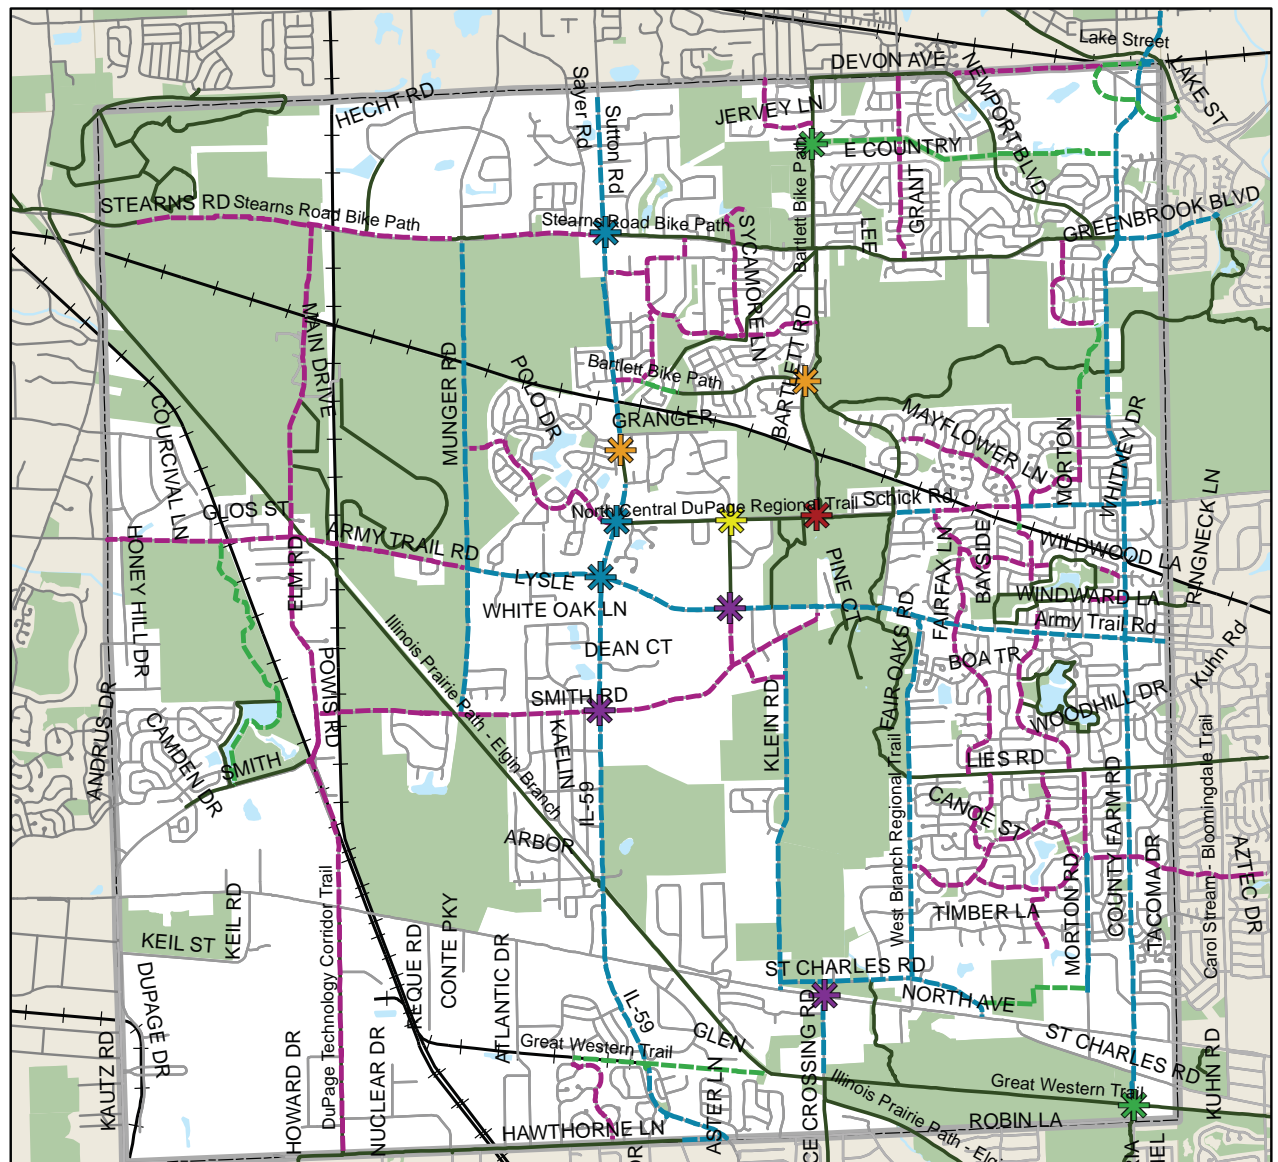 Lake Street
DEVON AVE
LAKE ST
HECHT RD
Sayer Rd
Sutton Rd
JERVEY LN
Bartlett Bike Path
E COUNTRY
NEWPORT BLVD
GRANT
LEE
STEARNS RD
Stearns Road Bike Path
Stearns Road Bike Path
GREENBROOK BLVD
SYCAMORE LN
MAIN DRIVE
MUNGER RD
POLO DR
Bartlett Bike Path
BARTLETT RD
GRANGER
COURCIVAL LN
MAYFLOWER LN
MORTON
WHITNEY DR
GLOS ST
North Central DuPage Regional Trail
Schick Rd
RINGNECK LN
ARMY TRAIL RD
HONEY HILL DR
ELM RD
LYSLE
WHITE OAK LN
PINE CT
FAIRFAX LN
BAYSIDE
WILDWOOD LA
WINDWARD LA
Army Trail Rd
Kuhn Rd
DEAN CT
Illinois Prairie Path - Elgin Branch
FAIR OAKS RD
BOA TR
WOODHILL DR
POWIS RD
SMITH RD
KLEIN RD
ANDRUS DR
CAMDEN DR
SMITH
KAELIN
IL-59
LIES RD
West Branch Regional Trail
CANOE ST
COUNTY FARM RD
Carol Stream - Bloomingdale Trail
ARBOR
TIMBER LA
MORTON RD
TACOMA DR
AZTEC DR
KEIL ST
KEIL RD
DuPage Technology Corridor Trail
CONTE PKY
ATLANTIC DR
ST CHARLES RD
NORTH AVE
DUPAGE DR
IL-59
GLEN
Great Western Trail
ST CHARLES RD
Great Western Trail
Illinois Prairie Path - Elgi
KAUTZ RD
HOWARD DR
NUCLEAR DR
HAWTHORNE LN
ASTER LN
CE CROSSING RD
ROBIN LA
KUHN RD
DR
IEL